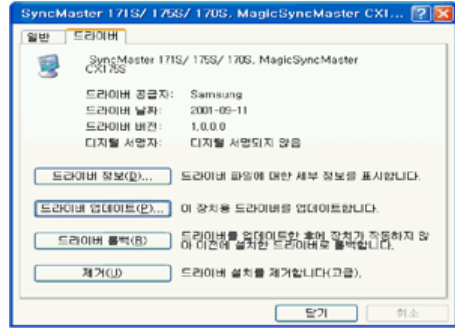 SyncMaster 171S/ 175S/ 170S, MagicSyncMaster CX1...
일반
드라이버
SyncMaster 171S/ 175S/ 170S, MagicSyncMaster
CX175S
드라이버 공급자: Samsung
드라이버 날짜: 2001-09-11
드라이버 버전: 1.0.0.0
디지털 서명자: 디지털 서명되지 않음
드라이버 정보(D)... 드라이버 파일에 대한 세부 정보를 표시합니다.
드라이버 업데이트(P)... 이 장치용 드라이버를 업데이트합니다.
드라이버 롤백(B) 드라이버를 업데이트한 후에 장치가 작동하지 않
아 이전에 설치한 드라이버로 롤백합니다.
제거(U) 드라이버 설치를 제거합니다(고급).
닫기 취소